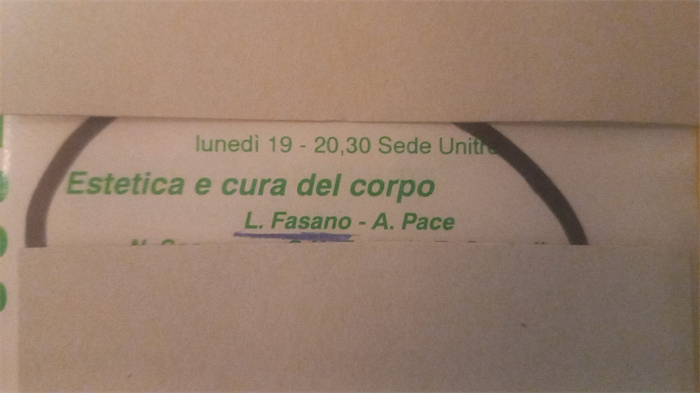 lunedì 19 - 20,30 Sede Unitre
Estetica e cura del corpo
L. Fasano - A. Pace